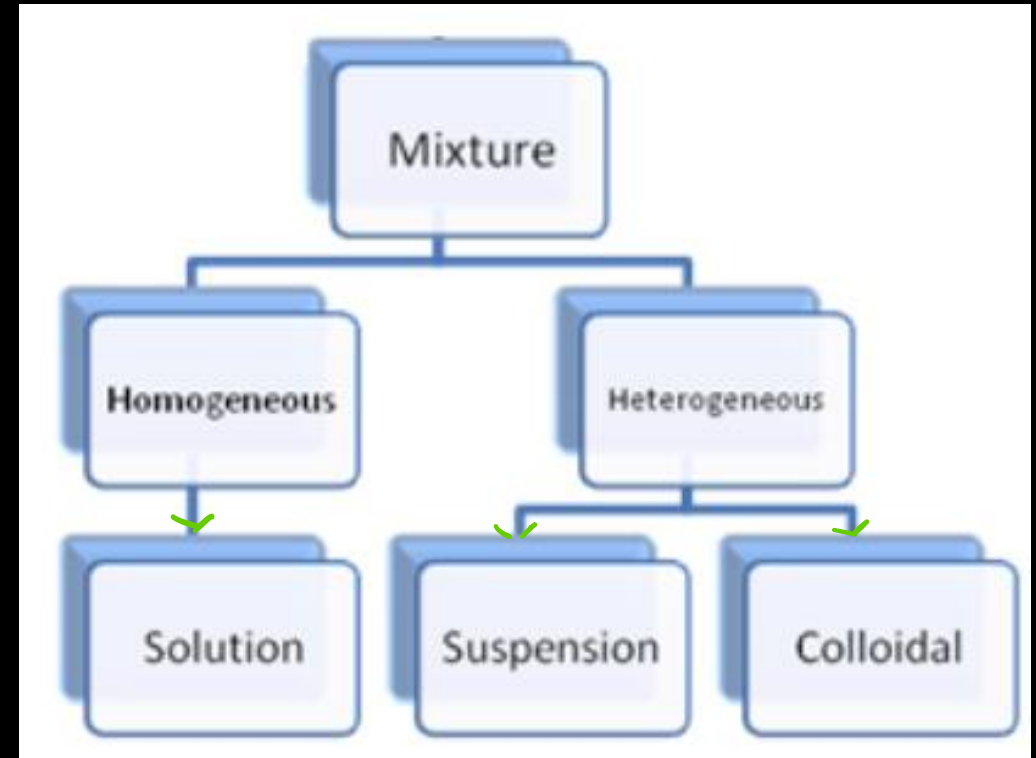 Mixture
Homogeneous
Heterogeneous
Solution
Suspension
Colloidal